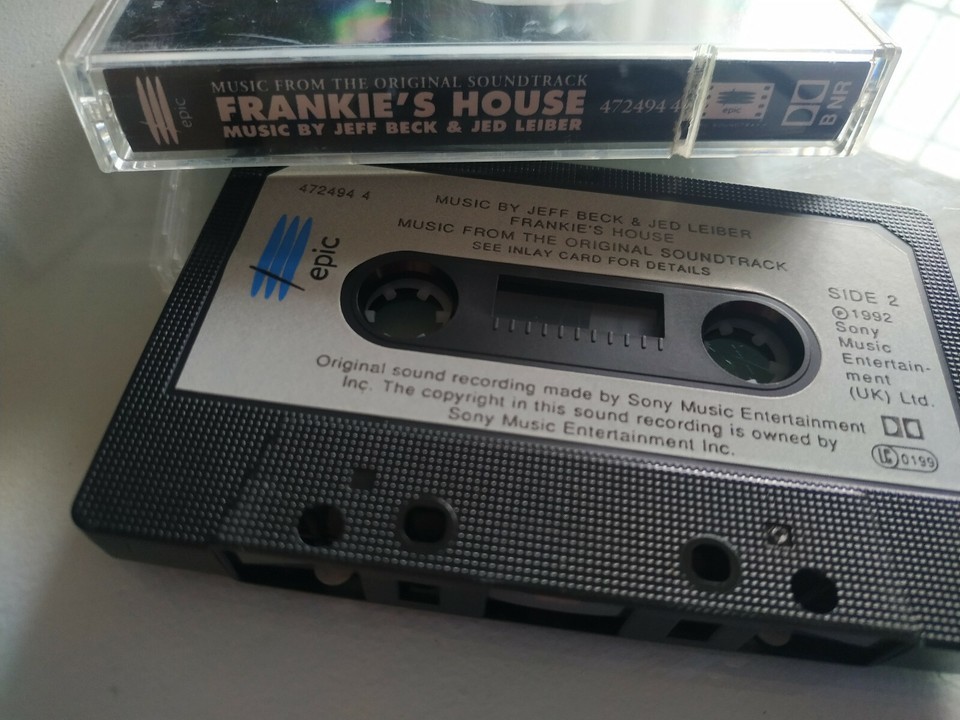 epic
MUSIC FROM THE ORIGINAL SOUNDTRACK
FRANKIE'S HOUSE
MUSIC BY JEFF BECK & JED LEIBER
472494 4
epic
B NR
472494 4
epic
MUSIC BY JEFF BECK & JED LEIBER
FRANKIE'S HOUSE
MUSIC FROM THE ORIGINAL SOUNDTRACK
SEE INLAY CARD FOR DETAILS
SIDE 2
Ⓟ1992
Sony
Music
Entertain-
ment
(UK) Ltd.
Original sound recording made by Sony Music Entertainment
Inc. The copyright in this sound recording is owned by
Sony Music Entertainment Inc.
LC 0199